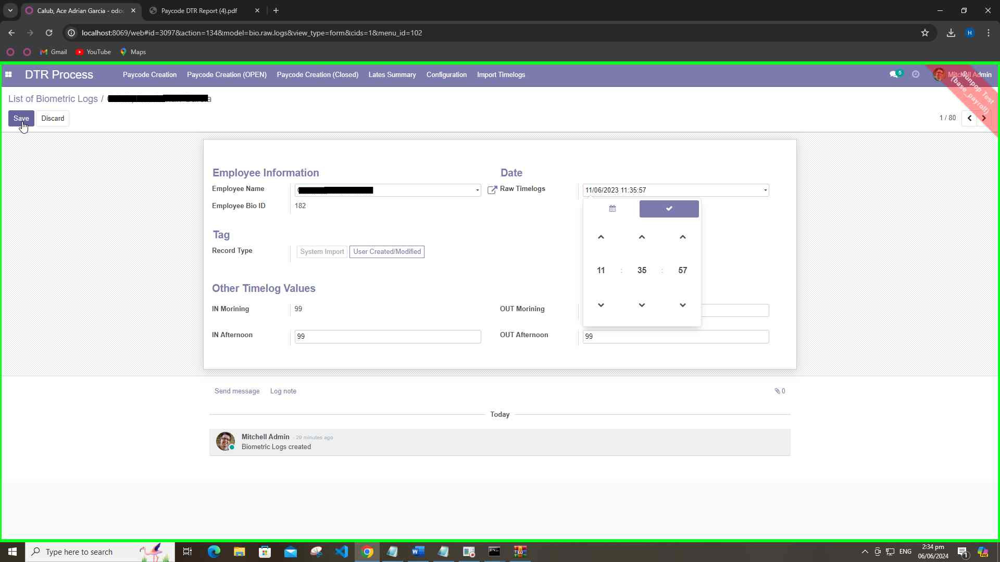 Calub, Ace Adrian Garcia - odoo
Paycode DTR Report (4).pdf
localhost:8069/web#id=3097&action=134&model=bio.raw.logs&view_type=form&cids=1&menu_id=102
H
Gmail YouTube Maps
DTR Process Paycode Creation Paycode Creation (OPEN) Paycode Creation (Closed) Lates Summary Configuration Import Timelogs 5 Mitchell Admin
Test
(base_payroll)
List of Biometric Logs /
Save Discard 1 / 80
Employee Information Date
Employee Name Raw Timelogs 11/06/2023 11:35:57
Employee Bio ID 182
Tag
Record Type System Import User Created/Modified
11 : 35 : 57
Other Timelog Values
IN Morining 99 OUT Morining
IN Afternoon 99 OUT Afternoon 99
Send message Log note 0
Today
Mitchell Admin - 29 minutes ago
Biometric Logs created
Type here to search
ENG 2:34 pm
06/06/2024 1